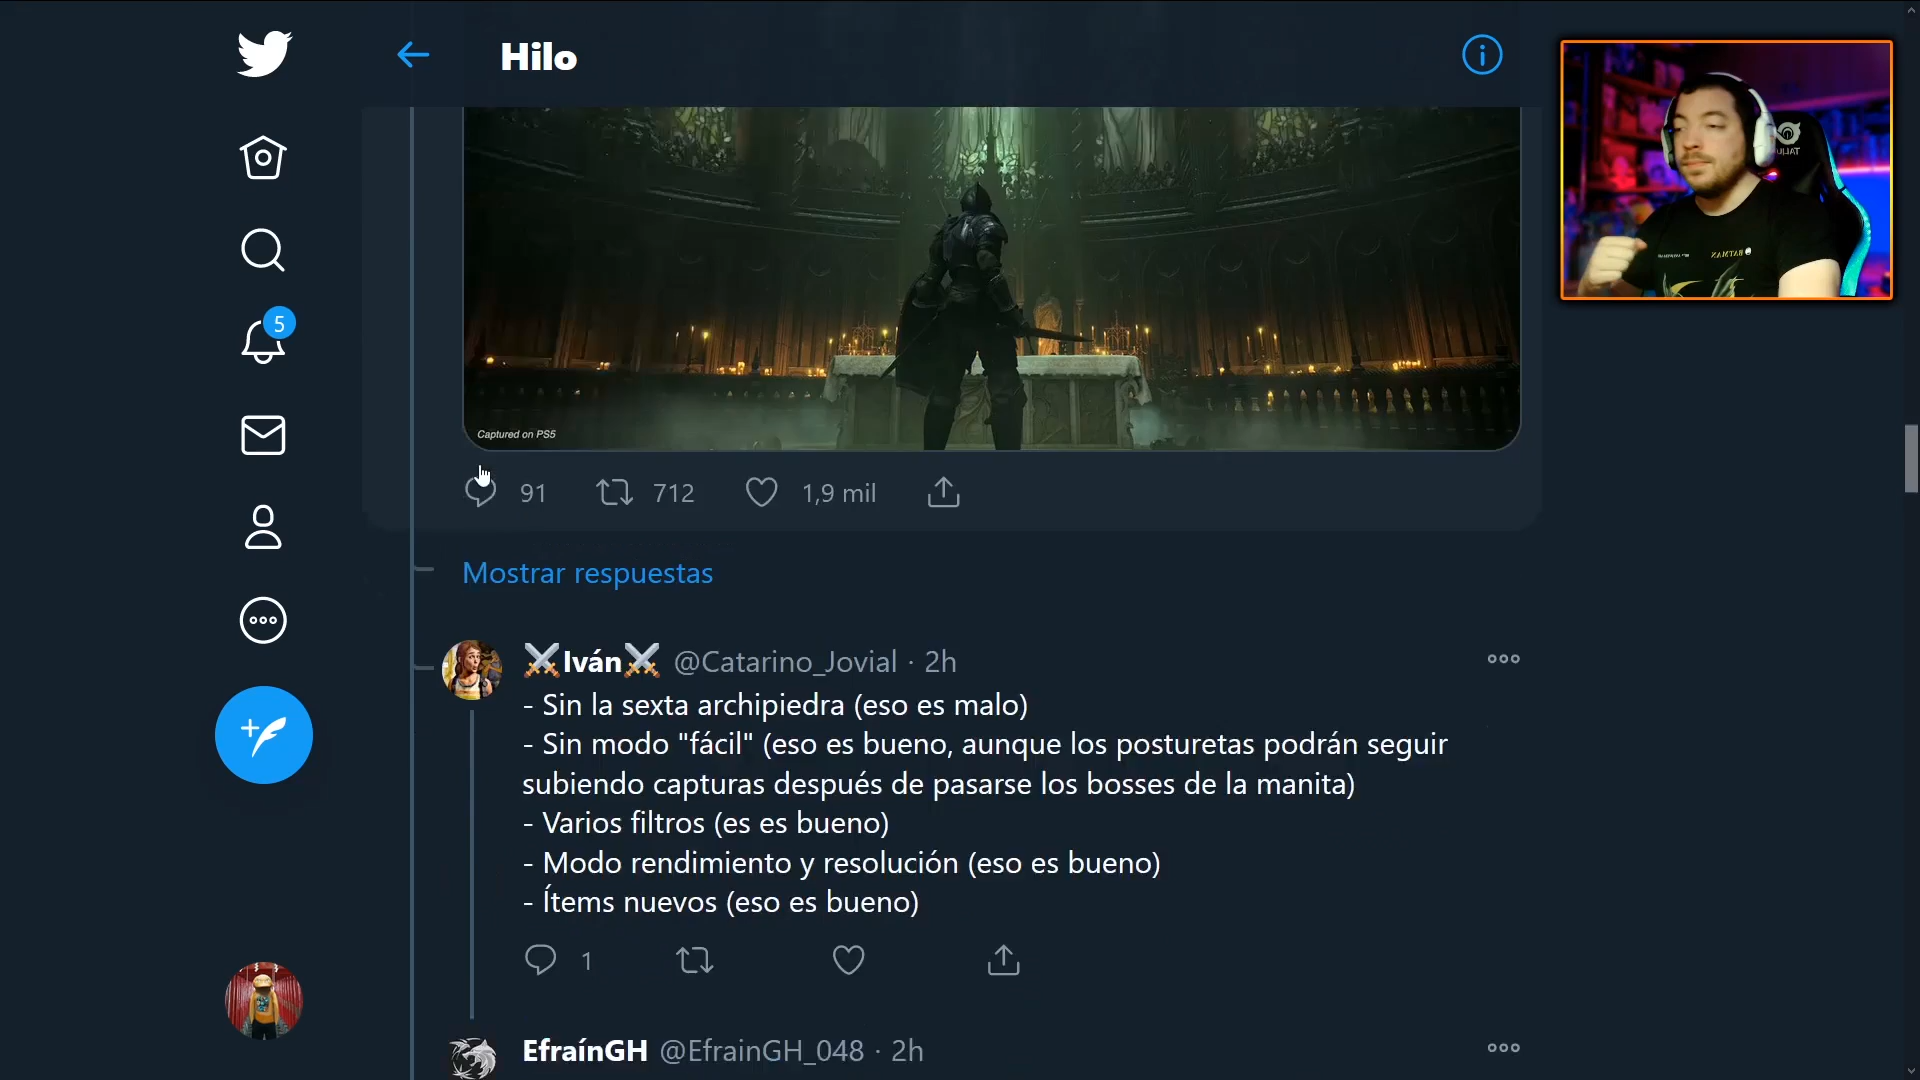 Hilo
5
Captured on PS5
91
712
1,9 mil
Mostrar respuestas
⚔️Iván⚔️ @Catarino_Jovial · 2h
- Sin la sexta archipiedra (eso es malo)
- Sin modo "fácil" (eso es bueno, aunque los posturetas podrán seguir
subiendo capturas después de pasarse los bosses de la manita)
- Varios filtros (es es bueno)
- Modo rendimiento y resolución (eso es bueno)
- Ítems nuevos (eso es bueno)
1
EfraínGH @EfrainGH_048 · 2h
BATMAN